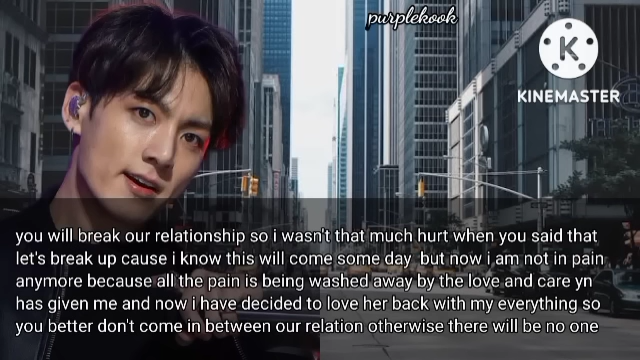 purplekook
K
KINEMASTER
you will break our relationship so i wasn't that much hurt when you said that
let's break up cause i know this will come some day but now i am not in pain
anymore because all the pain is being washed away by the love and care yn
has given me and now i have decided to love her back with my everything so
you better don't come in between our relation otherwise there will be no one